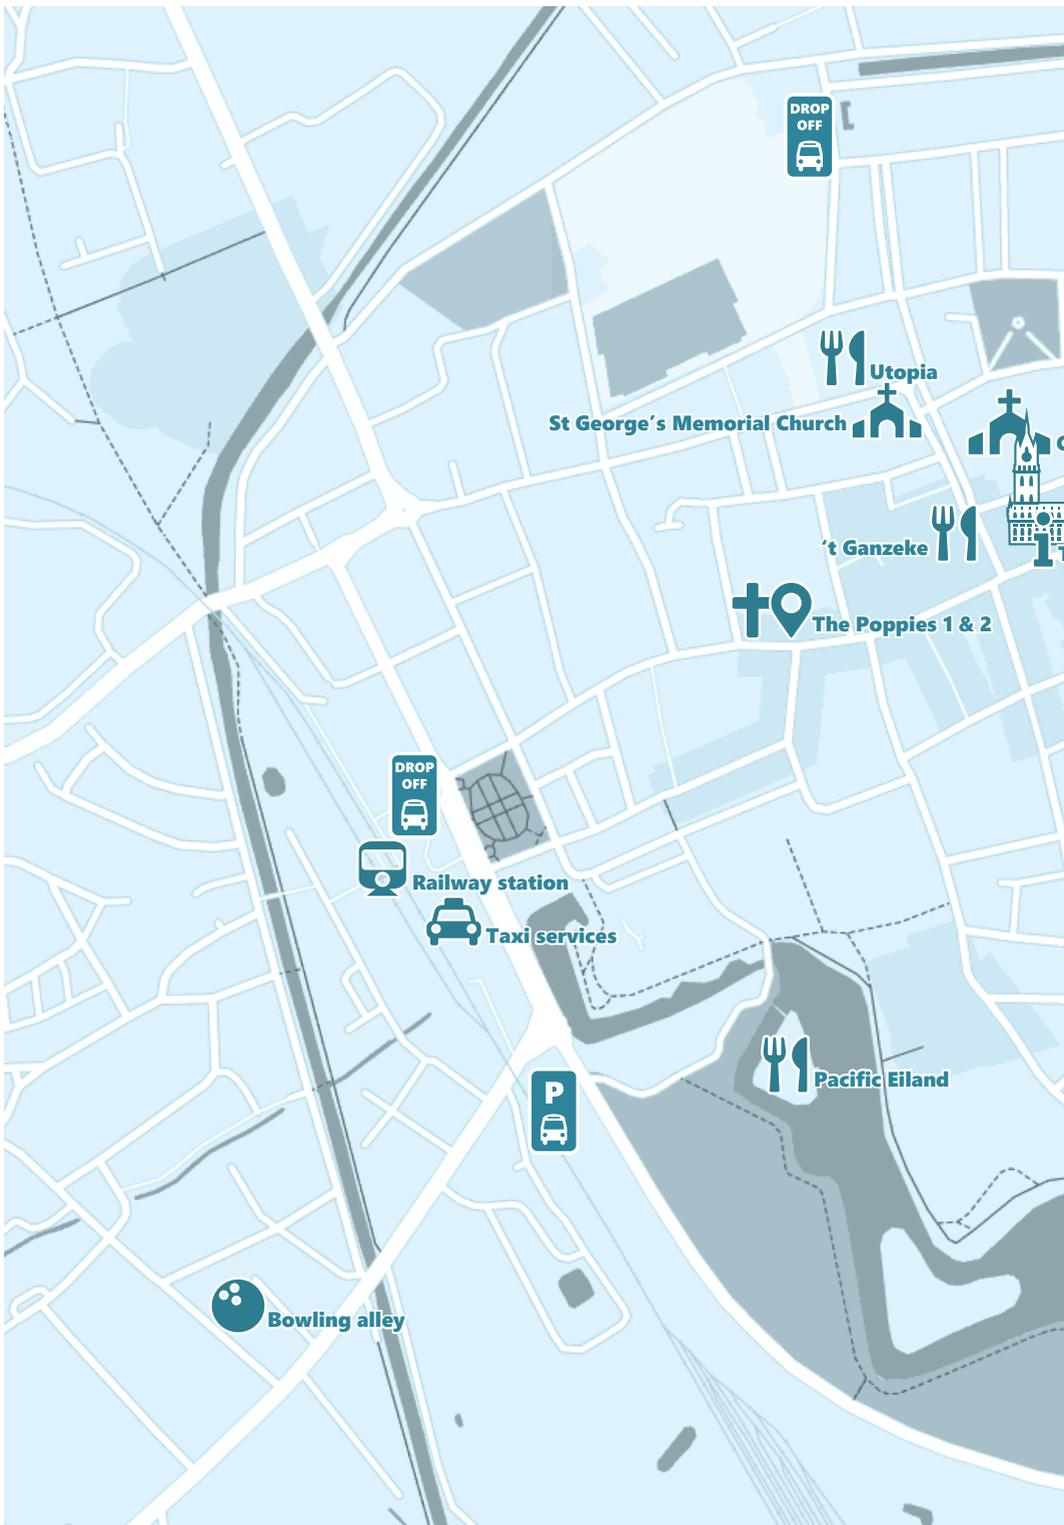 DROP
OFF
Utopia
St George's Memorial Church
't Ganzeke
The Poppies 1 & 2
DROP
OFF
Railway station
Taxi services
Pacific Eiland
P
Bowling alley